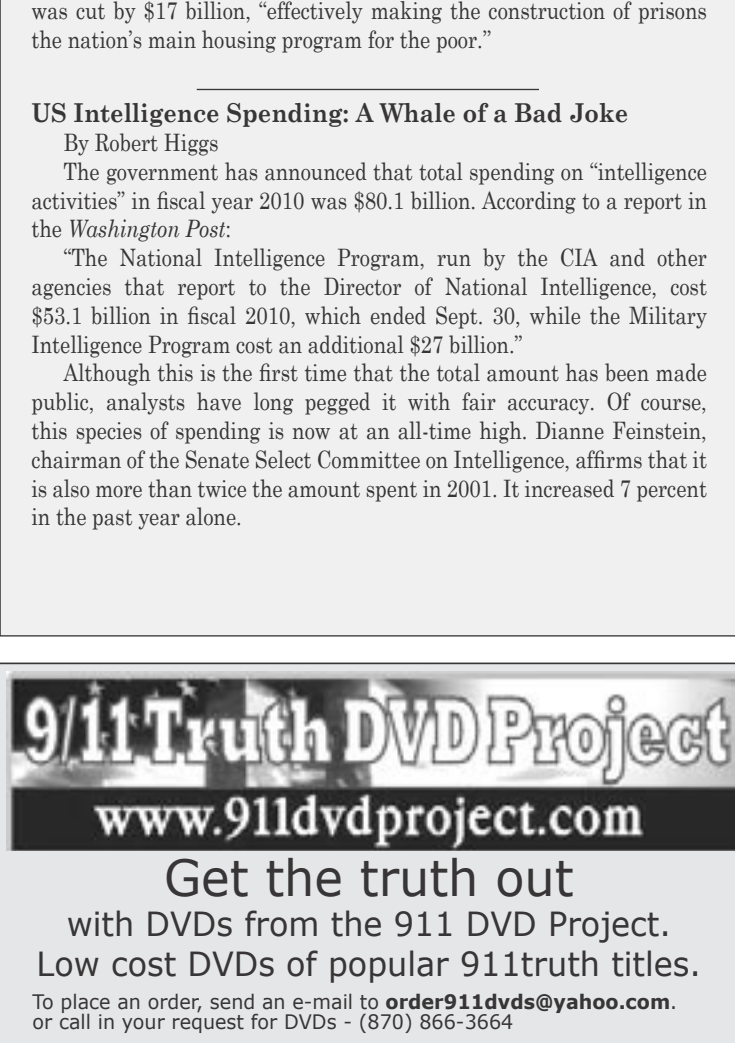 was cut by $17 billion, “effectively making the construction of prisons
the nation’s main housing program for the poor.”
US Intelligence Spending: A Whale of a Bad Joke
By Robert Higgs
The government has announced that total spending on “intelligence
activities” in fiscal year 2010 was $80.1 billion. According to a report in
the Washington Post:
“The National Intelligence Program, run by the CIA and other
agencies that report to the Director of National Intelligence, cost
$53.1 billion in fiscal 2010, which ended Sept. 30, while the Military
Intelligence Program cost an additional $27 billion.”
Although this is the first time that the total amount has been made
public, analysts have long pegged it with fair accuracy. Of course,
this species of spending is now at an all-time high. Dianne Feinstein,
chairman of the Senate Select Committee on Intelligence, affirms that it
is also more than twice the amount spent in 2001. It increased 7 percent
in the past year alone.
9/11 Truth DVD Project
www.911dvdproject.com
Get the truth out
with DVDs from the 911 DVD Project.
Low cost DVDs of popular 911truth titles.
To place an order, send an e-mail to order911dvds@yahoo.com.
or call in your request for DVDs - (870) 866-3664